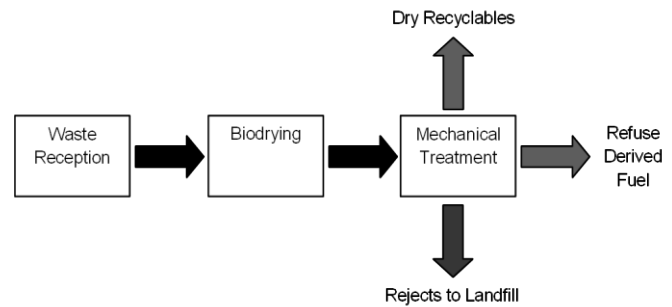 Dry Recyclables
Waste
Reception
Biodrying
Mechanical
Treatment
Refuse
Derived
Fuel
Rejects to Landfill